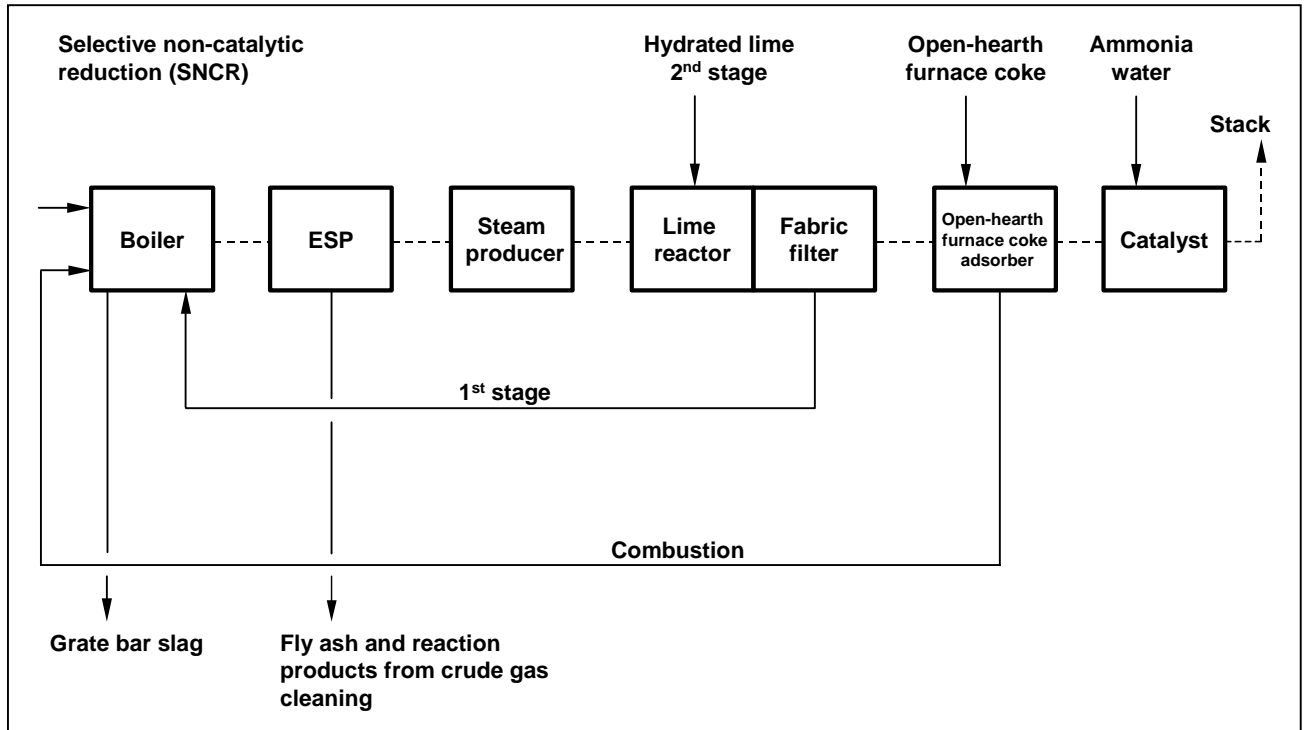 Selective non-catalytic
reduction (SNCR)
Hydrated lime
2nd stage
Open-hearth
furnace coke
Ammonia
water
Stack
Boiler
ESP
Steam
producer
Lime
reactor
Fabric
filter
Open-hearth
furnace coke
adsorber
Catalyst
1st stage
Combustion
Grate bar slag
Fly ash and reaction
products from crude gas
cleaning